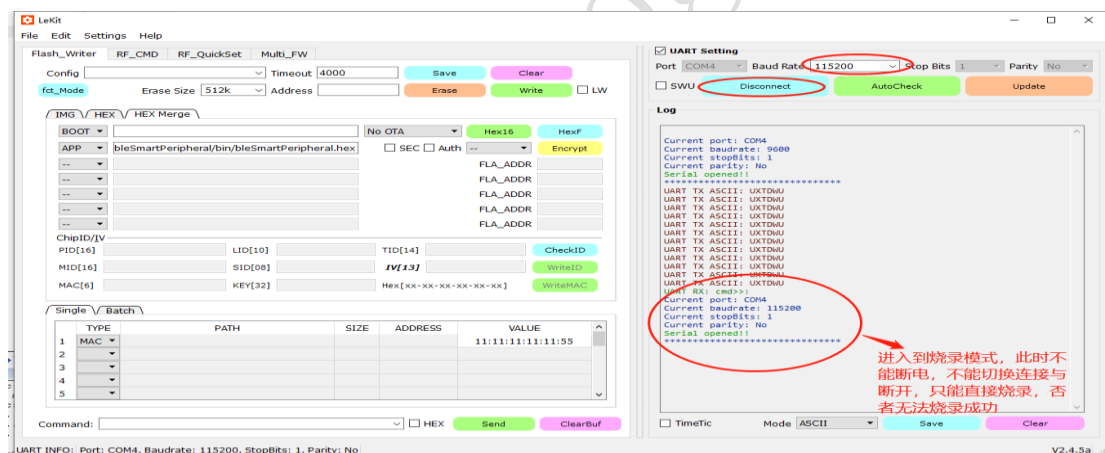 LeKit
File Edit Settings Help
Flash_Writer RF_CMD RF_QuickSet Multi_FW
Config Timeout 4000 Save Clear
fct_Mode Erase Size 512k Address Erase Write LW
IMG HEX HEX Merge
BOOT No OTA Hex16 HexF
APP bleSmartPeripheral/bin/bleSmartPeripheral.hex SEC Auth -- Encrypt
-- FLA_ADDR
-- FLA_ADDR
-- FLA_ADDR
-- FLA_ADDR
ChipID/IV
PID[16] LID[10] TID[14] CheckID
MID[16] SID[08] IV[13] WriteID
MAC[6] KEY[32] Hex[xx-xx-xx-xx-xx-xx] WriteMAC
Single Batch
TYPE PATH SIZE ADDRESS VALUE
1 MAC 11:11:11:11:11:55
2
3
4
5
Command: HEX Send ClearBuf
UART INFO: Port: COM4, Baudrate: 115200, StopBits: 1, Parity: No
UART Setting
Port COM4 Baud Rate 115200 Stop Bits 1 Parity No
SWU Disconnect AutoCheck Update
Log
Current port: COM4
Current baudrate: 9600
Current stopBits: 1
Current parity: No
Serial opened!!
********************************
UART TX ASCII: UXTDWU
UART TX ASCII: UXTDWU
UART TX ASCII: UXTDWU
UART TX ASCII: UXTDWU
UART TX ASCII: UXTDWU
UART TX ASCII: UXTDWU
UART TX ASCII: UXTDWU
UART TX ASCII: UXTDWU
UART TX ASCII: UXTDWU
UART TX ASCII: UXTDWU
UART TX ASCII: UXTDWU
UART RX: cmd>>:
Current port: COM4
Current baudrate: 115200
Current stopBits: 1
Current parity: No
Serial opened!!
********************************
进入到烧录模式，此时不
能断电，不能切换连接与
断开，只能直接烧录，否
者无法烧录成功
TimeTic Mode ASCII Save Clear
V2.4.5a